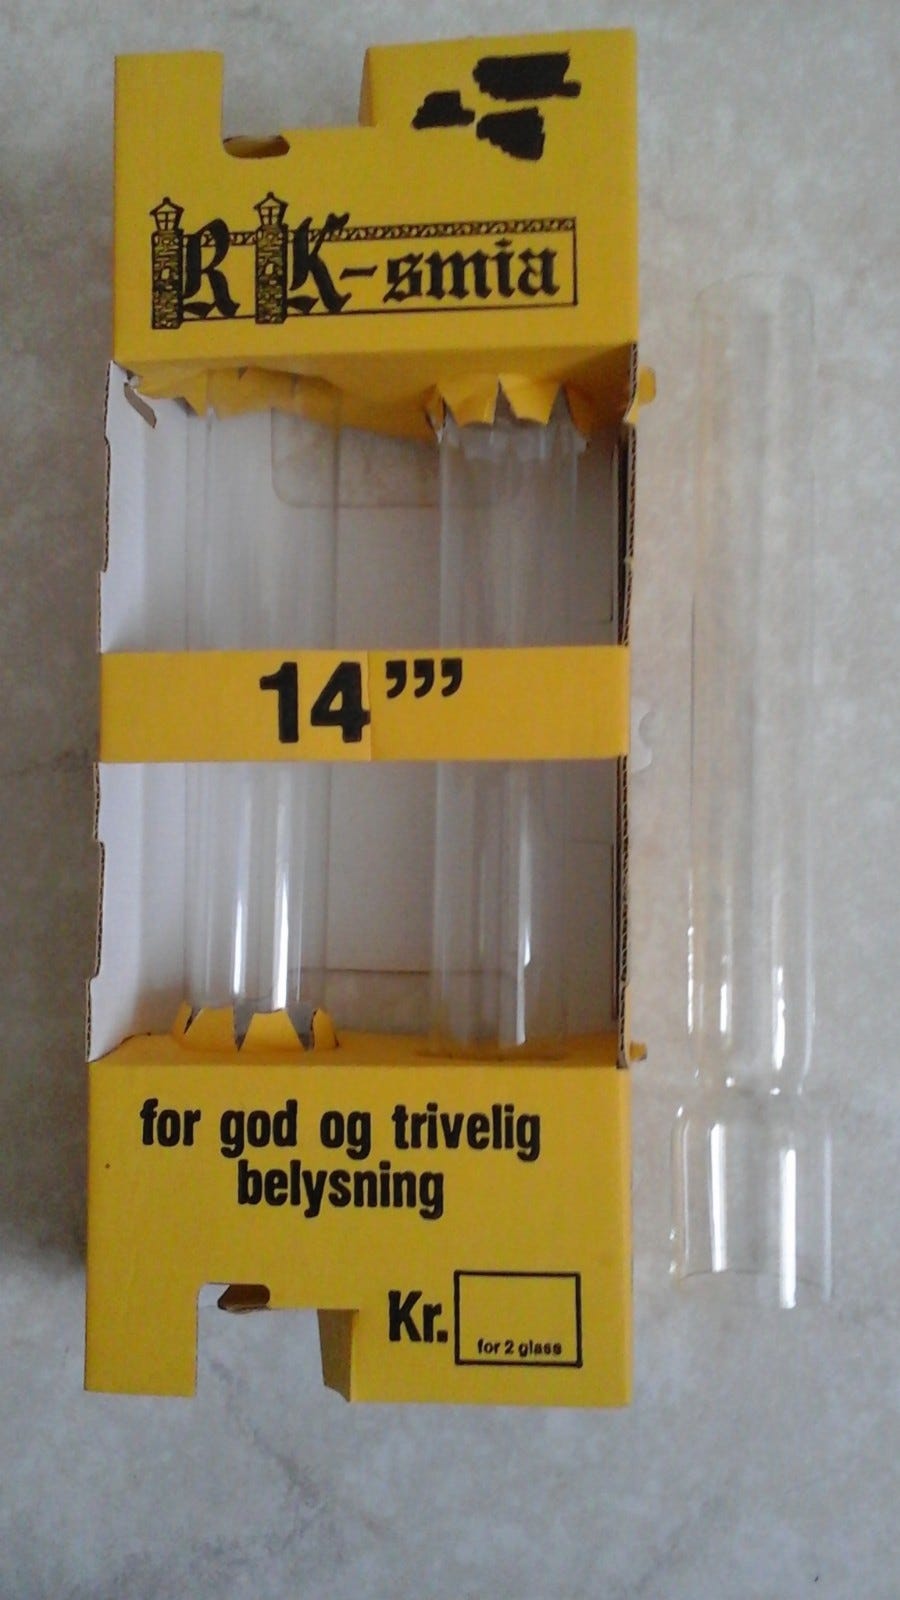 RK-smia
14’’’
for god og trivelig
belysning
Kr.
for 2 glass